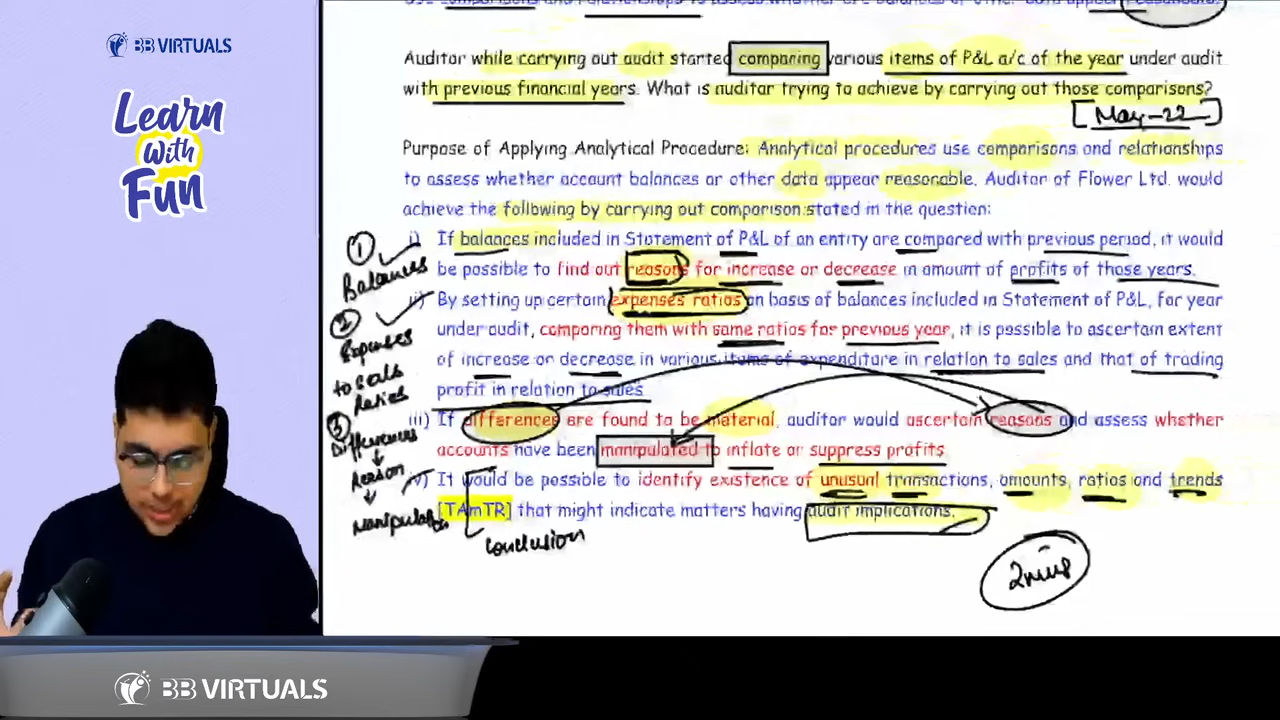 BB VIRTUALS
Learn
With
Fun
Auditor while carrying out audit started comparing various items of P&L a/c of the year under audit
with previous financial years. What is auditor trying to achieve by carrying out those comparisons?
[May-22]
Purpose of Applying Analytical Procedure: Analytical procedures use comparisons and relationships
to assess whether account balances or other data appear reasonable. Auditor of Flower Ltd. would
achieve the following by carrying out comparison stated in the question:
i) If balances included in Statement of P&L of an entity are compared with previous period, it would
be possible to find out reasons for increase or decrease in amount of profits of those years.
ii) By setting up certain expenses ratios on basis of balances included in Statement of P&L, for year
under audit, comparing them with same ratios for previous year, it is possible to ascertain extent
of increase or decrease in various items of expenditure in relation to sales and that of trading
profit in relation to sales.
iii) If differences are found to be material, auditor would ascertain reasons and assess whether
accounts have been manipulated to inflate or suppress profits
iv) It would be possible to identify existence of unusual transactions, amounts, ratios and trends
[TAmTR] that might indicate matters having audit implications.
① Balances
② Expenses
to Sales
Ratios
③ Differences
↓
Reason
↓
Conclusion
2mins
BB VIRTUALS